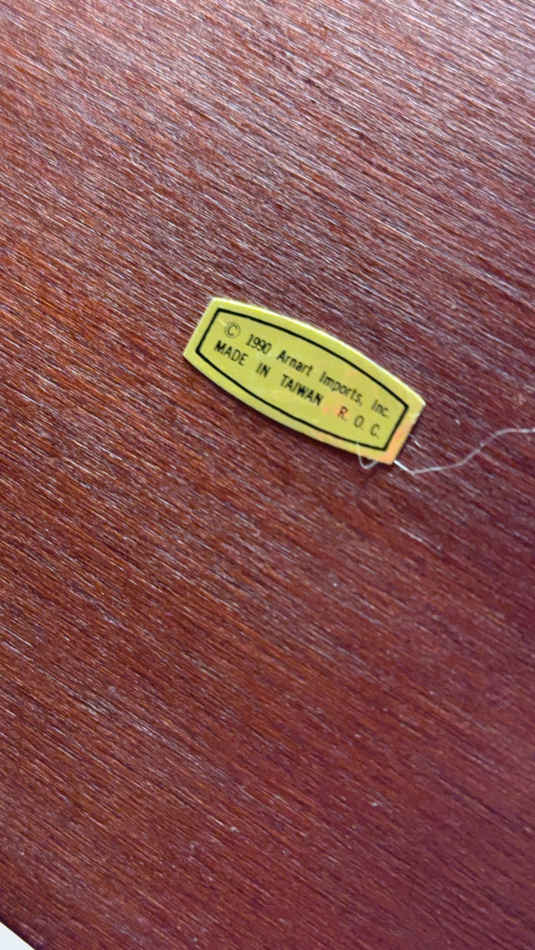 © 1990 Arnart Imports, Inc.
MADE IN TAIWAN R. O. C.